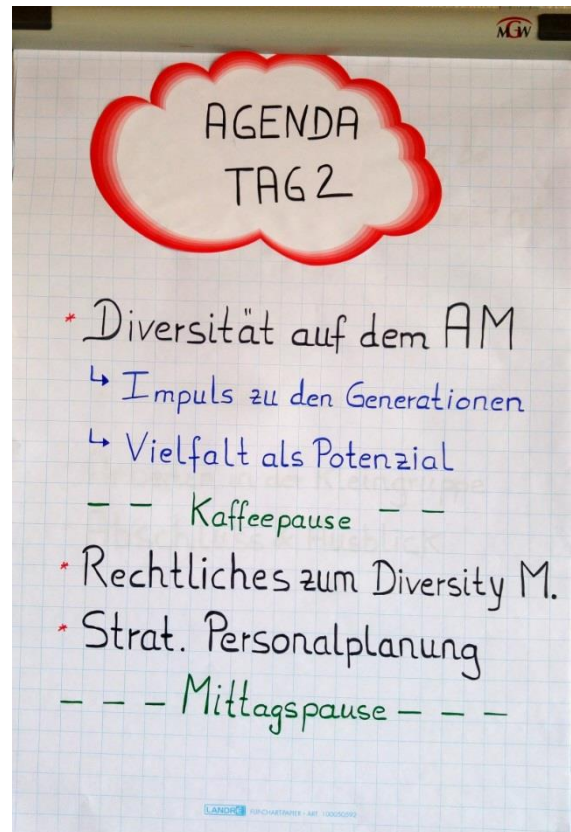 MGW
AGENDA
TAG 2
* Diversität auf dem AM
↳ Impuls zu den Generationen
↳ Vielfalt als Potenzial
– – Kaffeepause – –
* Rechtliches zum Diversity M.
* Strat. Personalplanung
– – – Mittagspause – – –